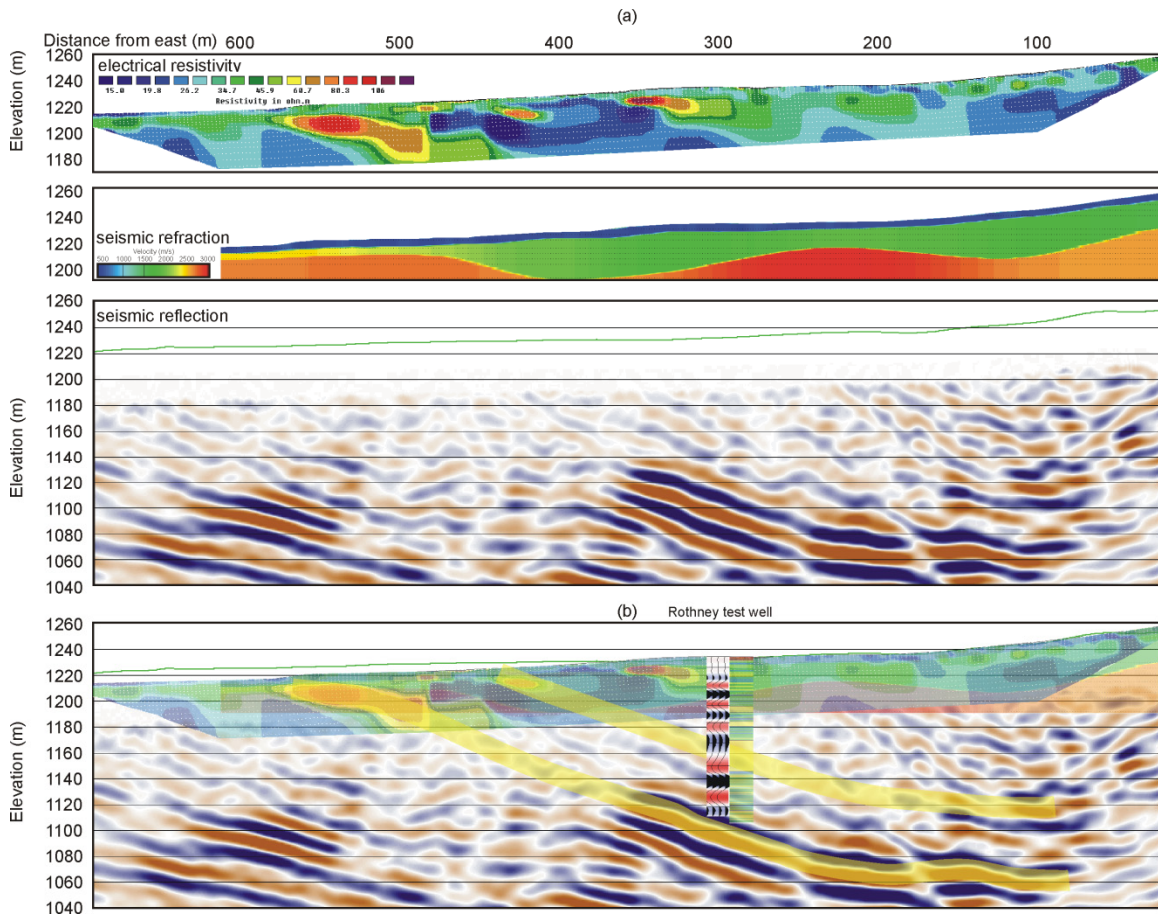 (a)
Distance from east (m) 600 500 400 300 200 100
Elevation (m)
1260
1240
1220
1200
1180
electrical resistivity
15.0 19.8 26.2 34.7 45.9 60.7 80.3 106
Resistivity in ohm.m
1260
1240
1220
1200
seismic refraction
Velocity (m/s)
500 1000 1500 2000 2500 3000
Elevation (m)
1260
1240
1220
1200
1180
1160
1140
1120
1100
1080
1060
1040
seismic reflection
(b)
Rothney test well
Elevation (m)
1260
1240
1220
1200
1180
1160
1140
1120
1100
1080
1060
1040